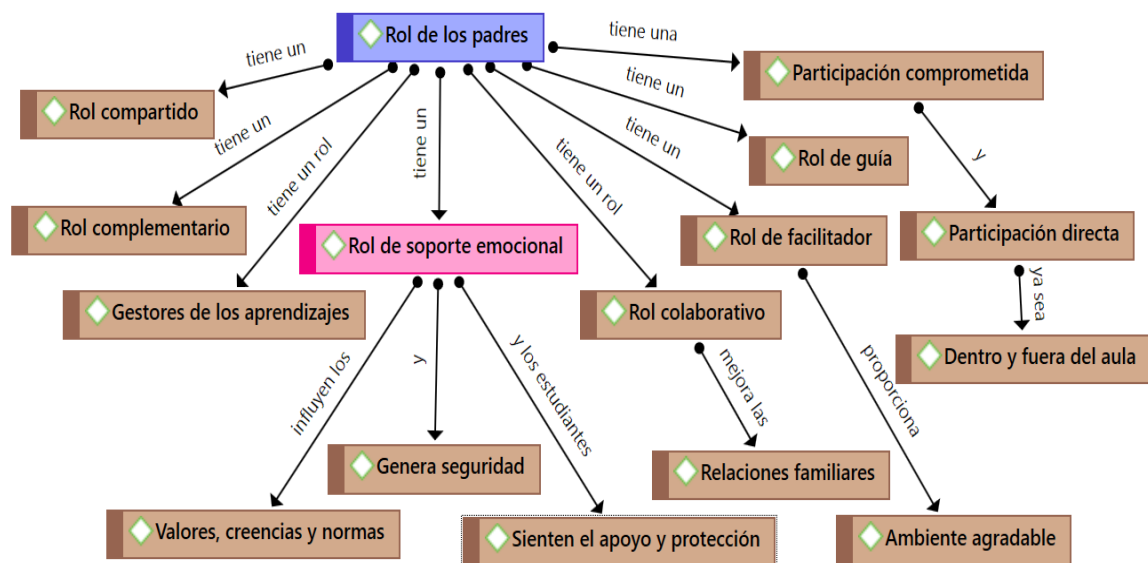 Rol de los padres
tiene una
tiene un
Participación comprometida
Rol compartido
tiene un
tiene un
tiene un rol
tiene un
tiene un rol
tiene un
y
Rol de guía
Rol complementario
Rol de soporte emocional
Rol de facilitador
Participación directa
ya sea
Gestores de los aprendizajes
Rol colaborativo
Dentro y fuera del aula
influyen los
y
y los estudiantes
mejora las
proporciona
Genera seguridad
Relaciones familiares
Valores, creencias y normas
Sienten el apoyo y protección
Ambiente agradable